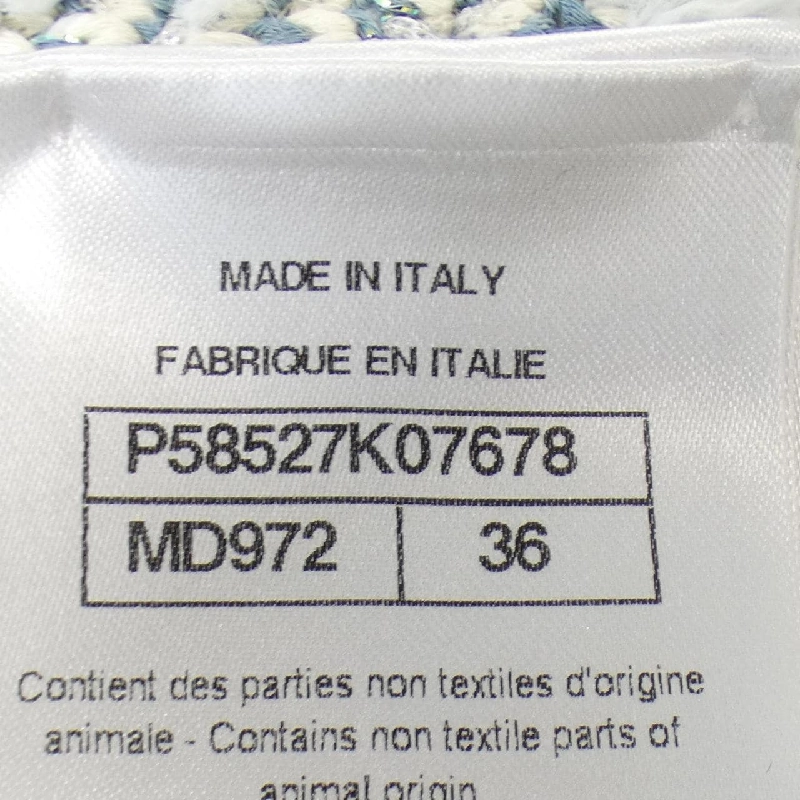 MADE IN ITALY
FABRIQUE EN ITALIE
P58527K07678
MD972 36
Contient des parties non textiles d'origine
animale - Contains non textile parts of
animal origin